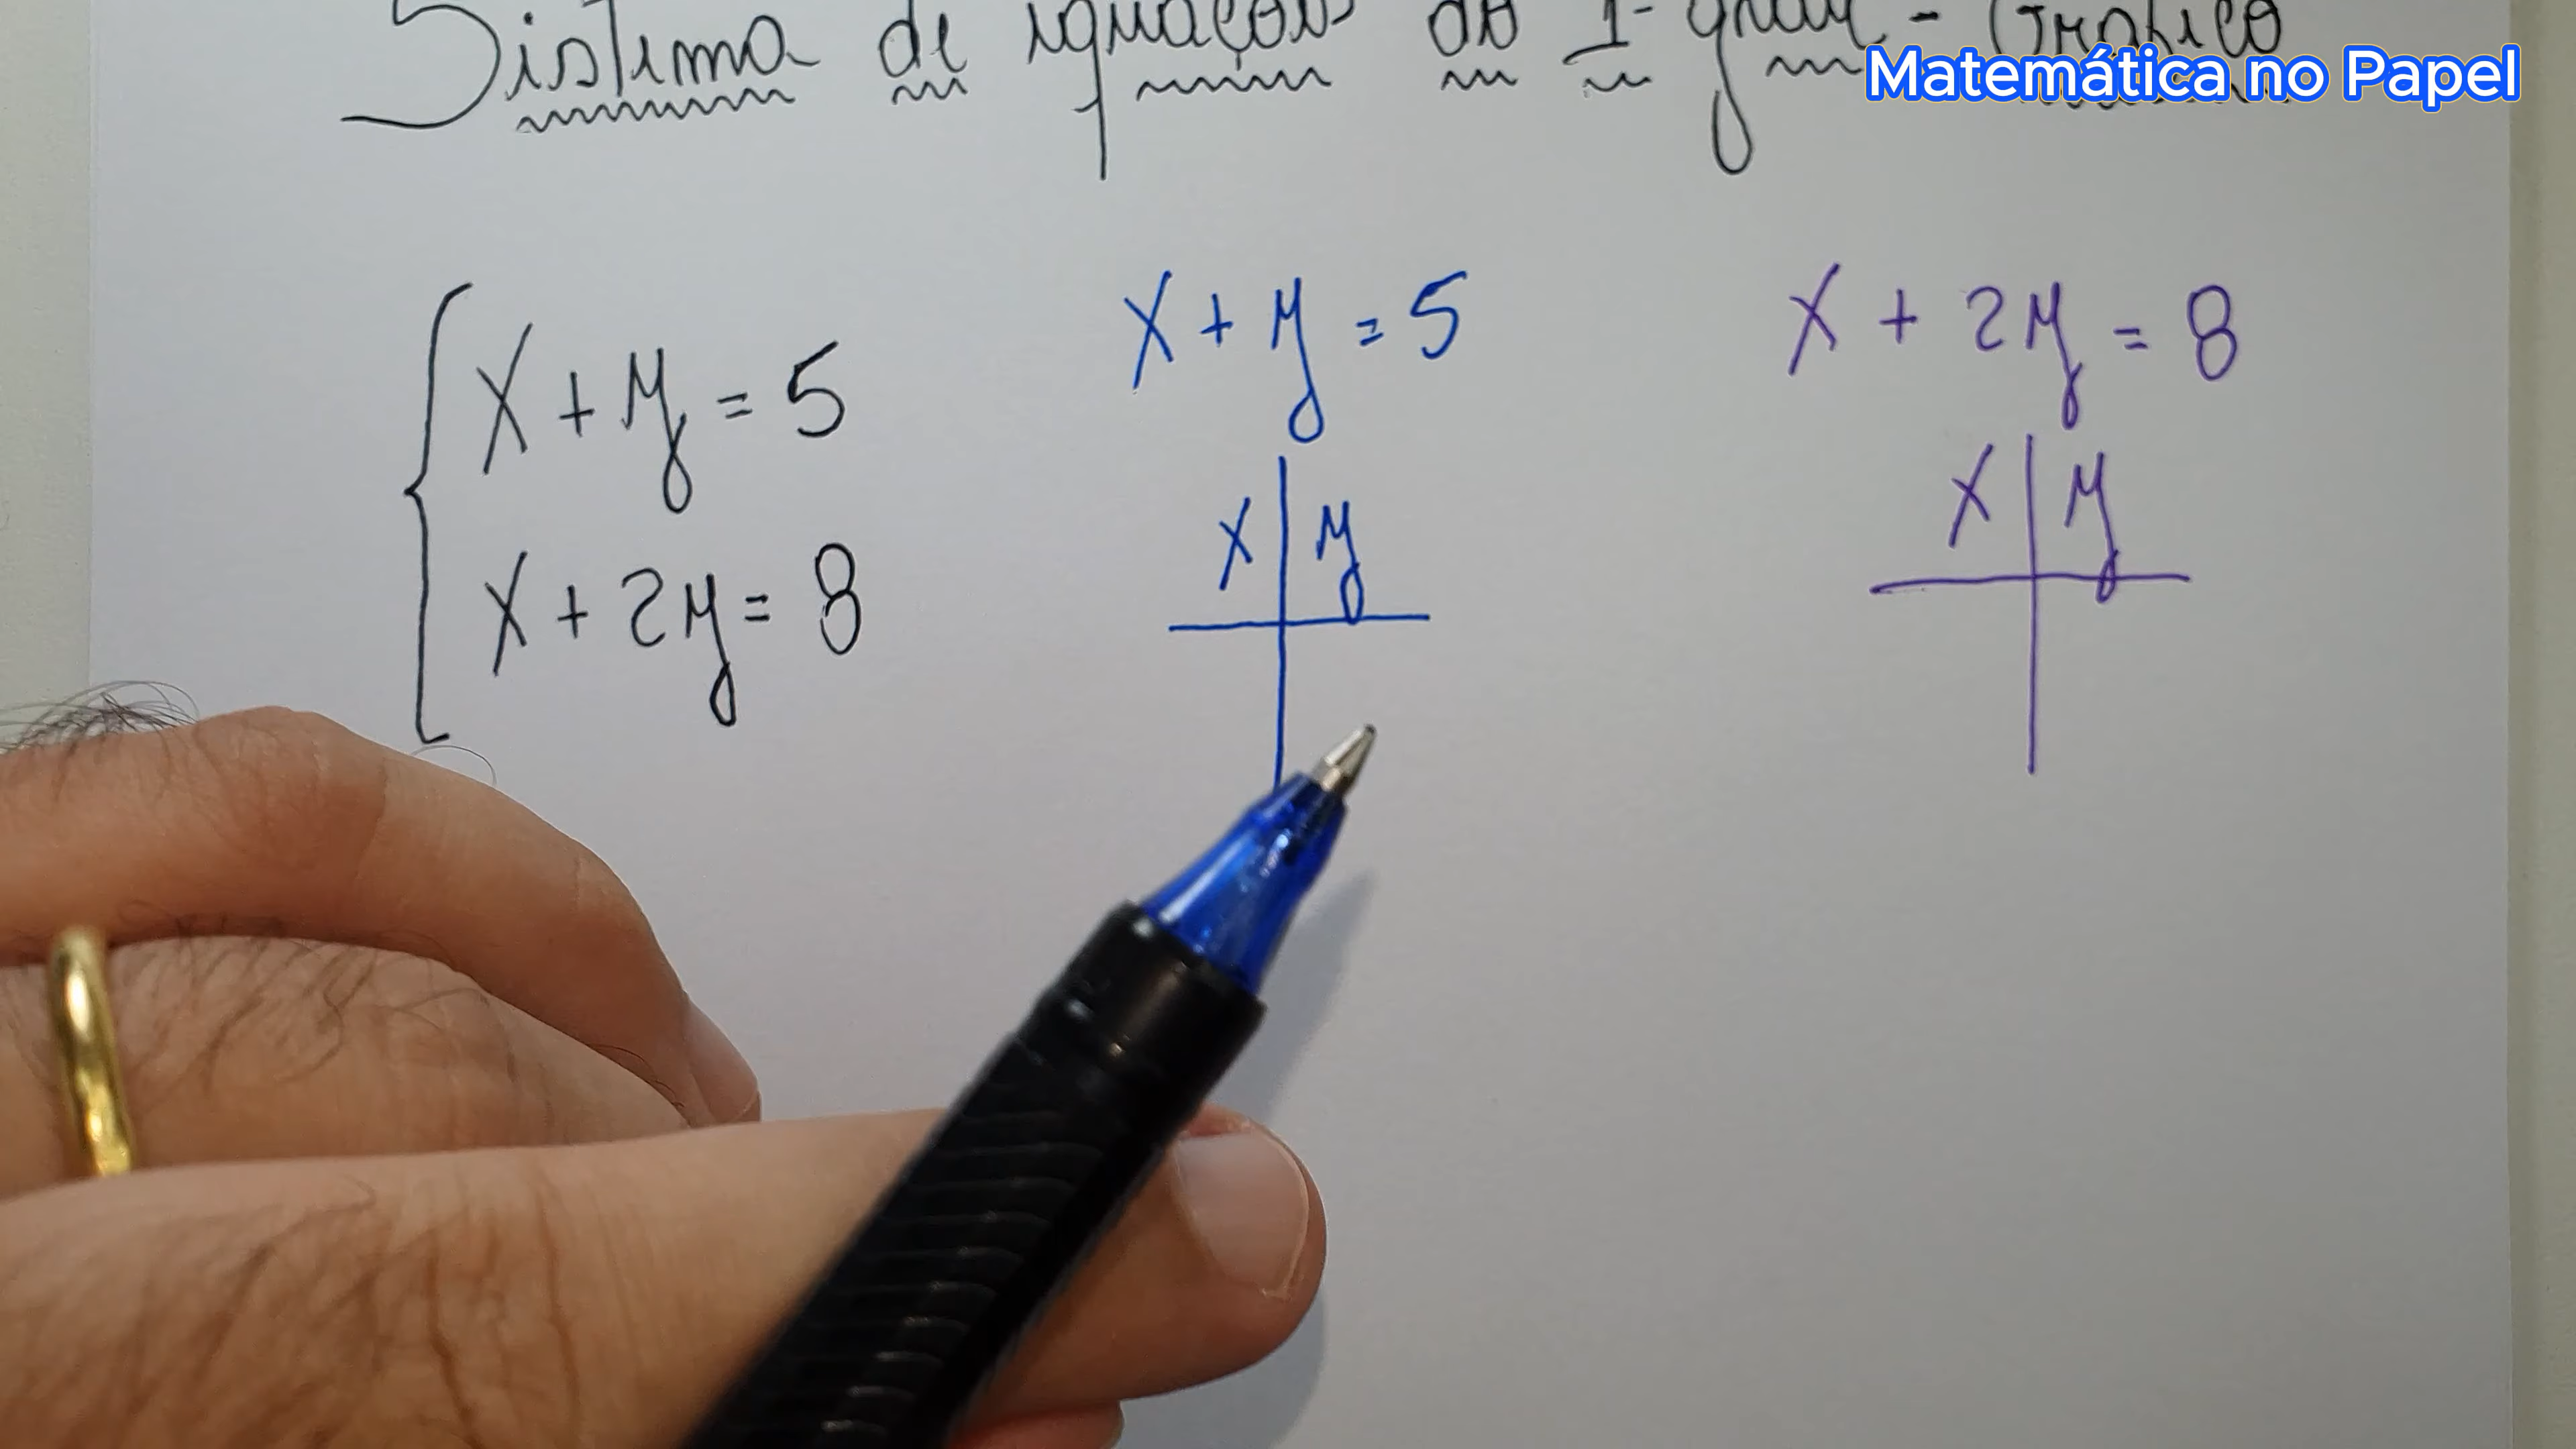 Sistema de equações do 1º grau - Gráfico
Matemática no Papel
x + y = 5
x + 2y = 8
x + y = 5
x y
x + 2y = 8
x y